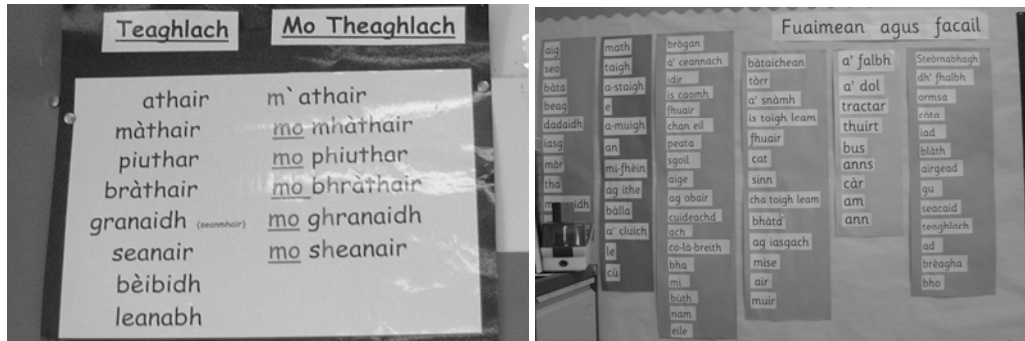 Teaghlach Mo Theaghlach
athair m`athair
màthair mo mhàthair
piuthar mo phiuthar
bràthair mo bhràthair
granaidh (seanmhair) mo ghranaidh
seanair mo sheanair
bèibidh
leanabh
Fuaimean agus facail
aig
seo
bàta
beag
dadaidh
iasg
mòr
tha
math
taigh
a-staigh
e
a-muigh
an
mi-fhèin
ag ithe
bàlla
a' cluich
le
cù
brògan
a' ceannach
idir
is caomh
fhuair
chan eil
peata
sgoil
aige
ag obair
cuideachd
ach
co-là-breith
bha
mi
bùth
nam
eile
bàtaichean
tòrr
a' snàmh
is toigh leam
fhuair
cat
sinn
cha toigh leam
bhàta
ag iasgach
mise
air
muir
a' falbh
a' dol
tractar
thuirt
bus
anns
càr
am
ann
Steòrnabhagh
dh' fhalbh
ormsa
còta
iad
blàth
airgead
gu
seacaid
teaghlach
ad
brèagha
bho